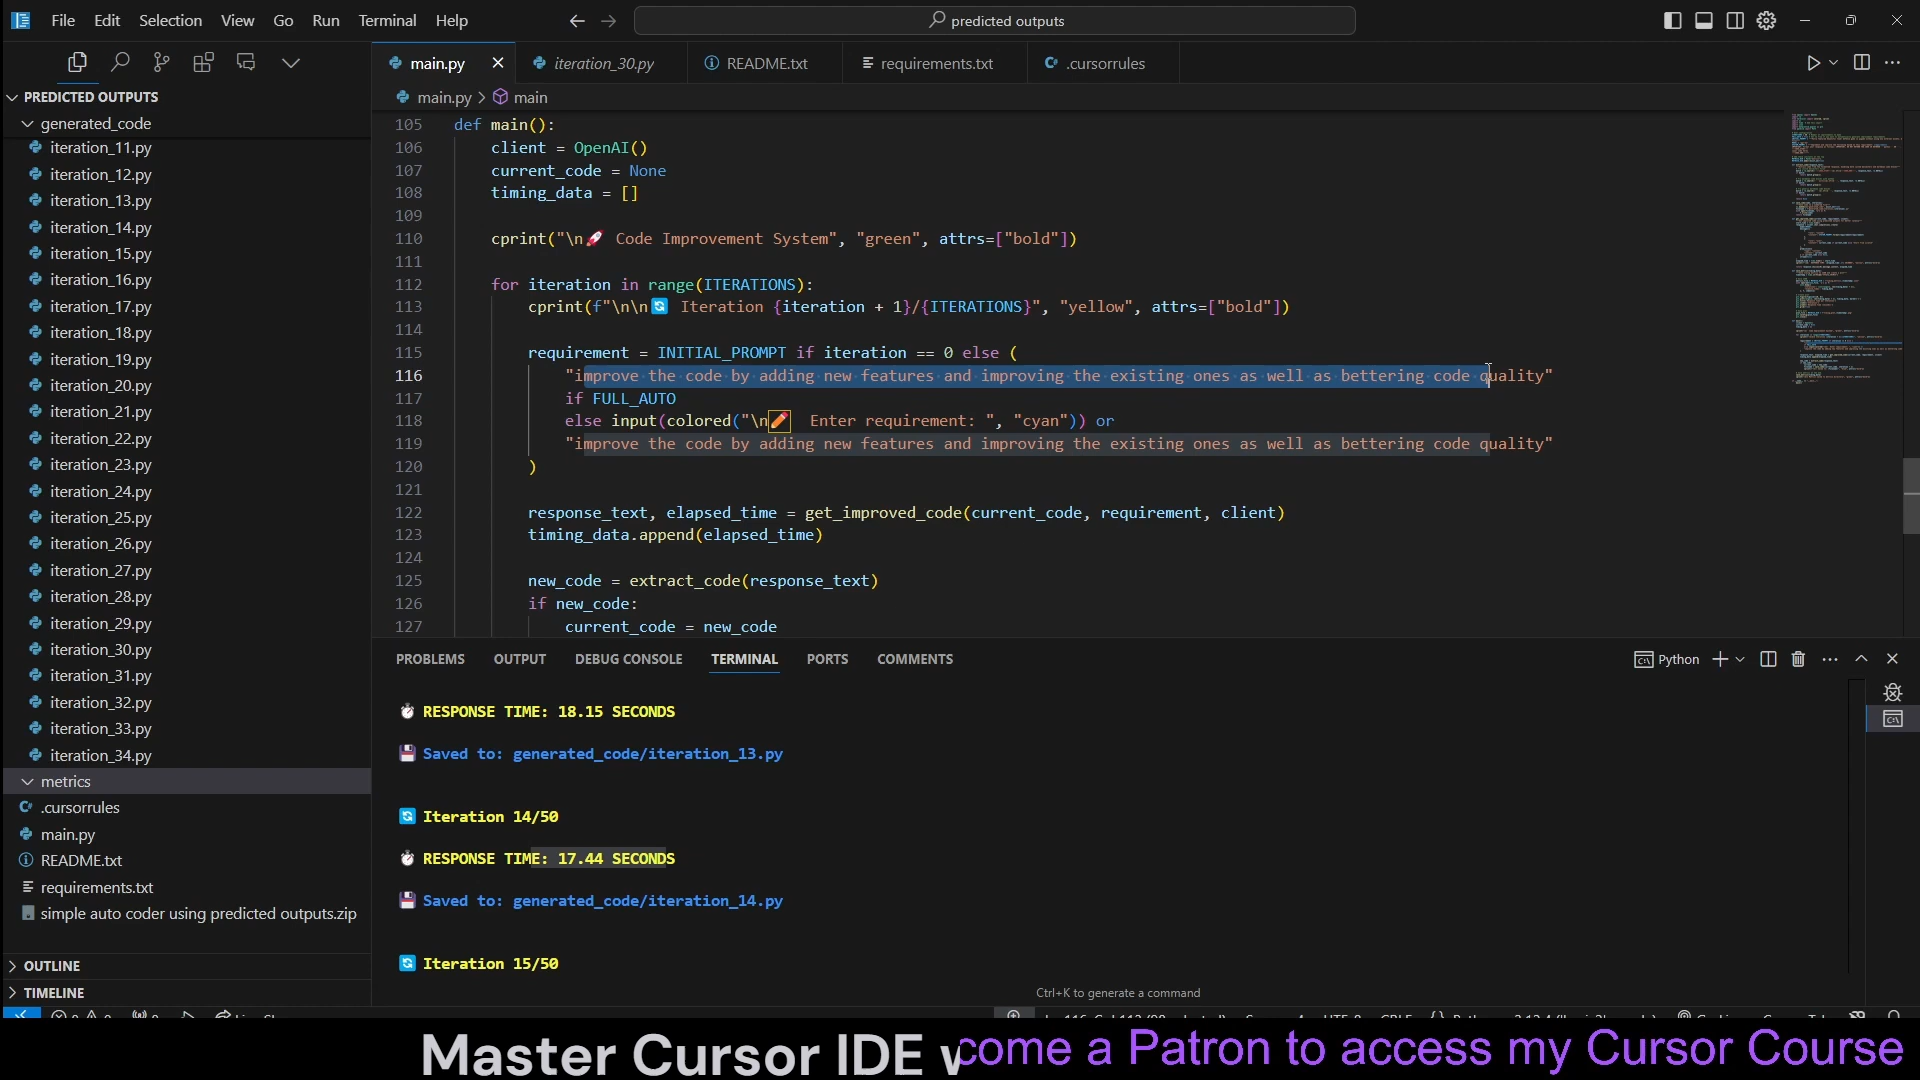 File Edit Selection View Go Run Terminal Help
predicted outputs
main.py
iteration_30.py
README.txt
requirements.txt
.cursorrules
PREDICTED OUTPUTS
generated_code
iteration_11.py
iteration_12.py
iteration_13.py
iteration_14.py
iteration_15.py
iteration_16.py
iteration_17.py
iteration_18.py
iteration_19.py
iteration_20.py
iteration_21.py
iteration_22.py
iteration_23.py
iteration_24.py
iteration_25.py
iteration_26.py
iteration_27.py
iteration_28.py
iteration_29.py
iteration_30.py
iteration_31.py
iteration_32.py
iteration_33.py
iteration_34.py
metrics
.cursorrules
main.py
README.txt
requirements.txt
simple auto coder using predicted outputs.zip
OUTLINE
TIMELINE
main.py > main
105 def main():
106 client = OpenAI()
107 current_code = None
108 timing_data = []
109
110 cprint("\n🚀 Code Improvement System", "green", attrs=["bold"])
111
112 for iteration in range(ITERATIONS):
113 cprint(f"\n\n🔄 Iteration {iteration + 1}/{ITERATIONS}", "yellow", attrs=["bold"])
114
115 requirement = INITIAL_PROMPT if iteration == 0 else (
116 "improve the code by adding new features and improving the existing ones as well as bettering code quality"
117 if FULL_AUTO
118 else input(colored("\n✏️ Enter requirement: ", "cyan")) or
119 "improve the code by adding new features and improving the existing ones as well as bettering code quality"
120 )
121
122 response_text, elapsed_time = get_improved_code(current_code, requirement, client)
123 timing_data.append(elapsed_time)
124
125 new_code = extract_code(response_text)
126 if new_code:
127 current_code = new_code
PROBLEMS OUTPUT DEBUG CONSOLE TERMINAL PORTS COMMENTS
Python
⏱ RESPONSE TIME: 18.15 SECONDS
💾 Saved to: generated_code/iteration_13.py
🔄 Iteration 14/50
⏱ RESPONSE TIME: 17.44 SECONDS
💾 Saved to: generated_code/iteration_14.py
🔄 Iteration 15/50
Ctrl+K to generate a command
Master Cursor IDE
come a Patron to access my Cursor Course